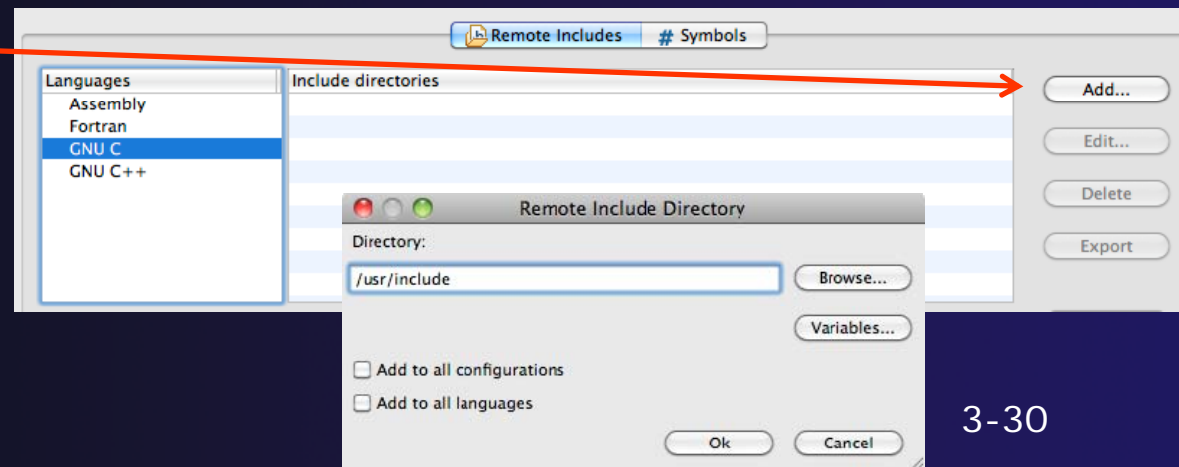 Remote Includes # Symbols
Languages
Include directories
Add...
Assembly
Fortran
Edit...
GNU C
GNU C++
Delete
Remote Include Directory
Export
Directory:
/usr/include
Browse...
Variables...
Add to all configurations
Add to all languages
Ok
Cancel
3-30